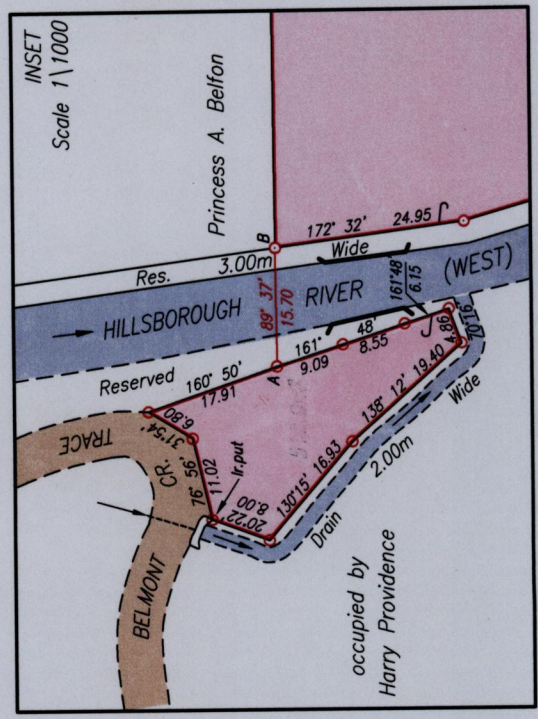 INSET
Scale 1\1000
Princess A. Belfon
B
172° 32' 24.95
Res. 3.00m Wide
89° 37'
15.70
HILLSBOROUGH RIVER (WEST)
161°48'
6.15
Reserved
160° 50'
17.91
A
161° 48'
9.09 8.55
4.86
70°16'
TRACE
CR.
BELMONT
31°54'
6.80
76° 56'
11.02
Ir.put
20°22'
8.00
130°15' 16.93
138° 12' 19.40
Drain 2.00m Wide
occupied by
Harry Providence